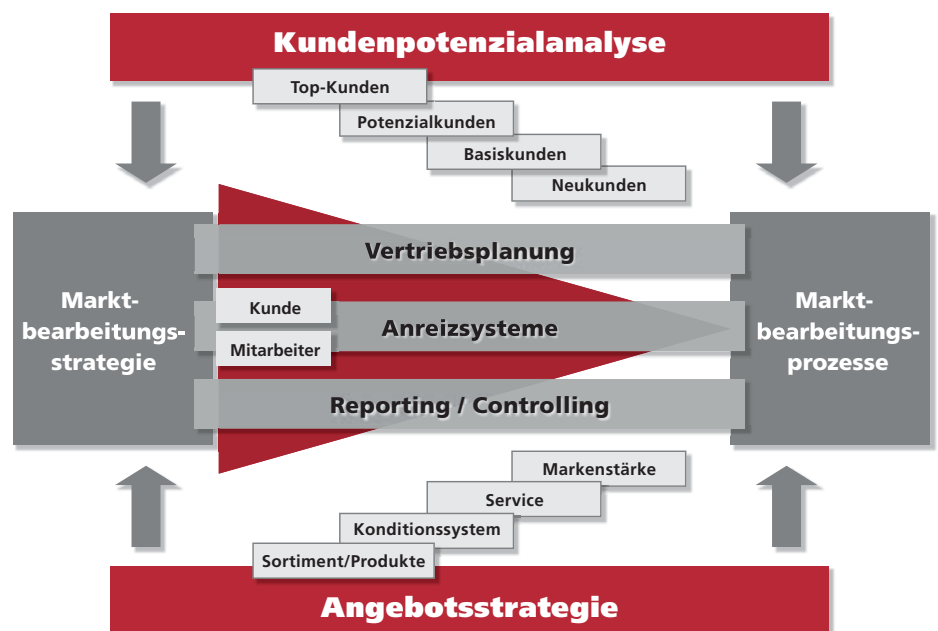 Kundenpotenzialanalyse
Top-Kunden
Potenzialkunden
Basiskunden
Neukunden
Markt-
bearbeitungs-
strategie
Vertriebsplanung
Kunde
Mitarbeiter
Anreizsysteme
Reporting / Controlling
Markt-
bearbeitungs-
prozesse
Markenstärke
Service
Konditionssystem
Sortiment/Produkte
Angebotsstrategie